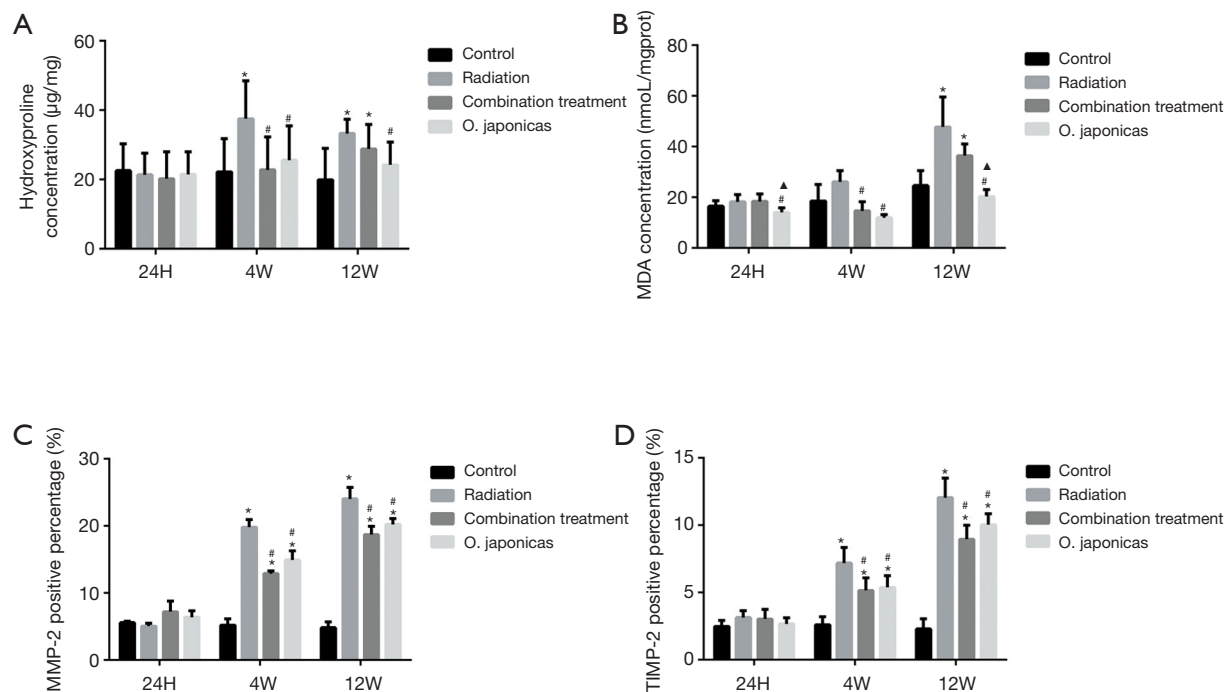 A
Hydroxyproline
concentration (μg/mg)
60
40
20
0
*
#
#
*
*
#
24H
4W
12W
Control
Radiation
Combination treatment
O. japonicas
B
MDA concentration (nmoL/mgprot)
80
60
40
20
0
▲
#
#
#
*
*
▲
#
24H
4W
12W
Control
Radiation
Combination treatment
O. japonicas
C
MMP-2 positive percentage (%)
30
20
10
0
*
#
*
#
*
*
#
*
#
*
24H
4W
12W
Control
Radiation
Combination treatment
O. japonicas
D
TIMP-2 positive percentage (%)
15
10
5
0
*
#
*
#
*
*
#
*
#
*
24H
4W
12W
Control
Radiation
Combination treatment
O. japonicas